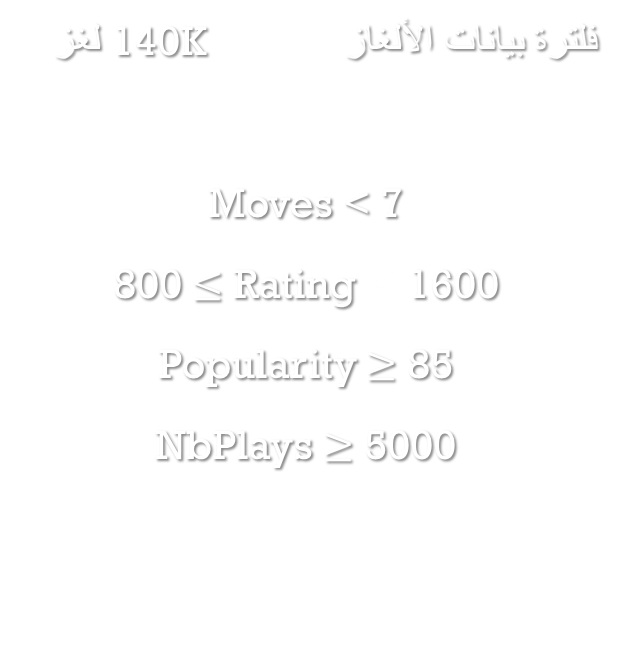 فلترة بيانات الألغاز
140K لغز
Moves < 7
800 ≤ Rating 1600
Popularity ≥ 85
NbPlays ≥ 5000